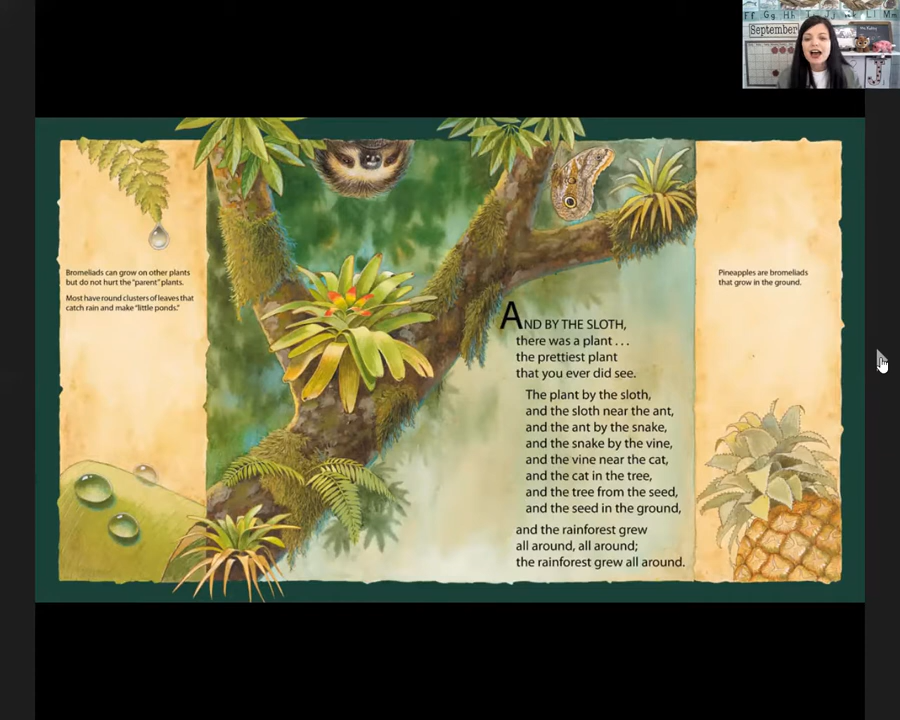 Ff Gg Hh
September
Bromeliads can grow on other plants
but do not hurt the "parent" plants.
Most have round clusters of leaves that
catch rain and make "little ponds."
AND BY THE SLOTH,
there was a plant . . .
the prettiest plant
that you ever did see.
The plant by the sloth,
and the sloth near the ant,
and the ant by the snake,
and the snake by the vine,
and the vine near the cat,
and the cat in the tree,
and the tree from the seed,
and the seed in the ground,
and the rainforest grew
all around, all around;
the rainforest grew all around.
Pineapples are bromeliads
that grow in the ground.